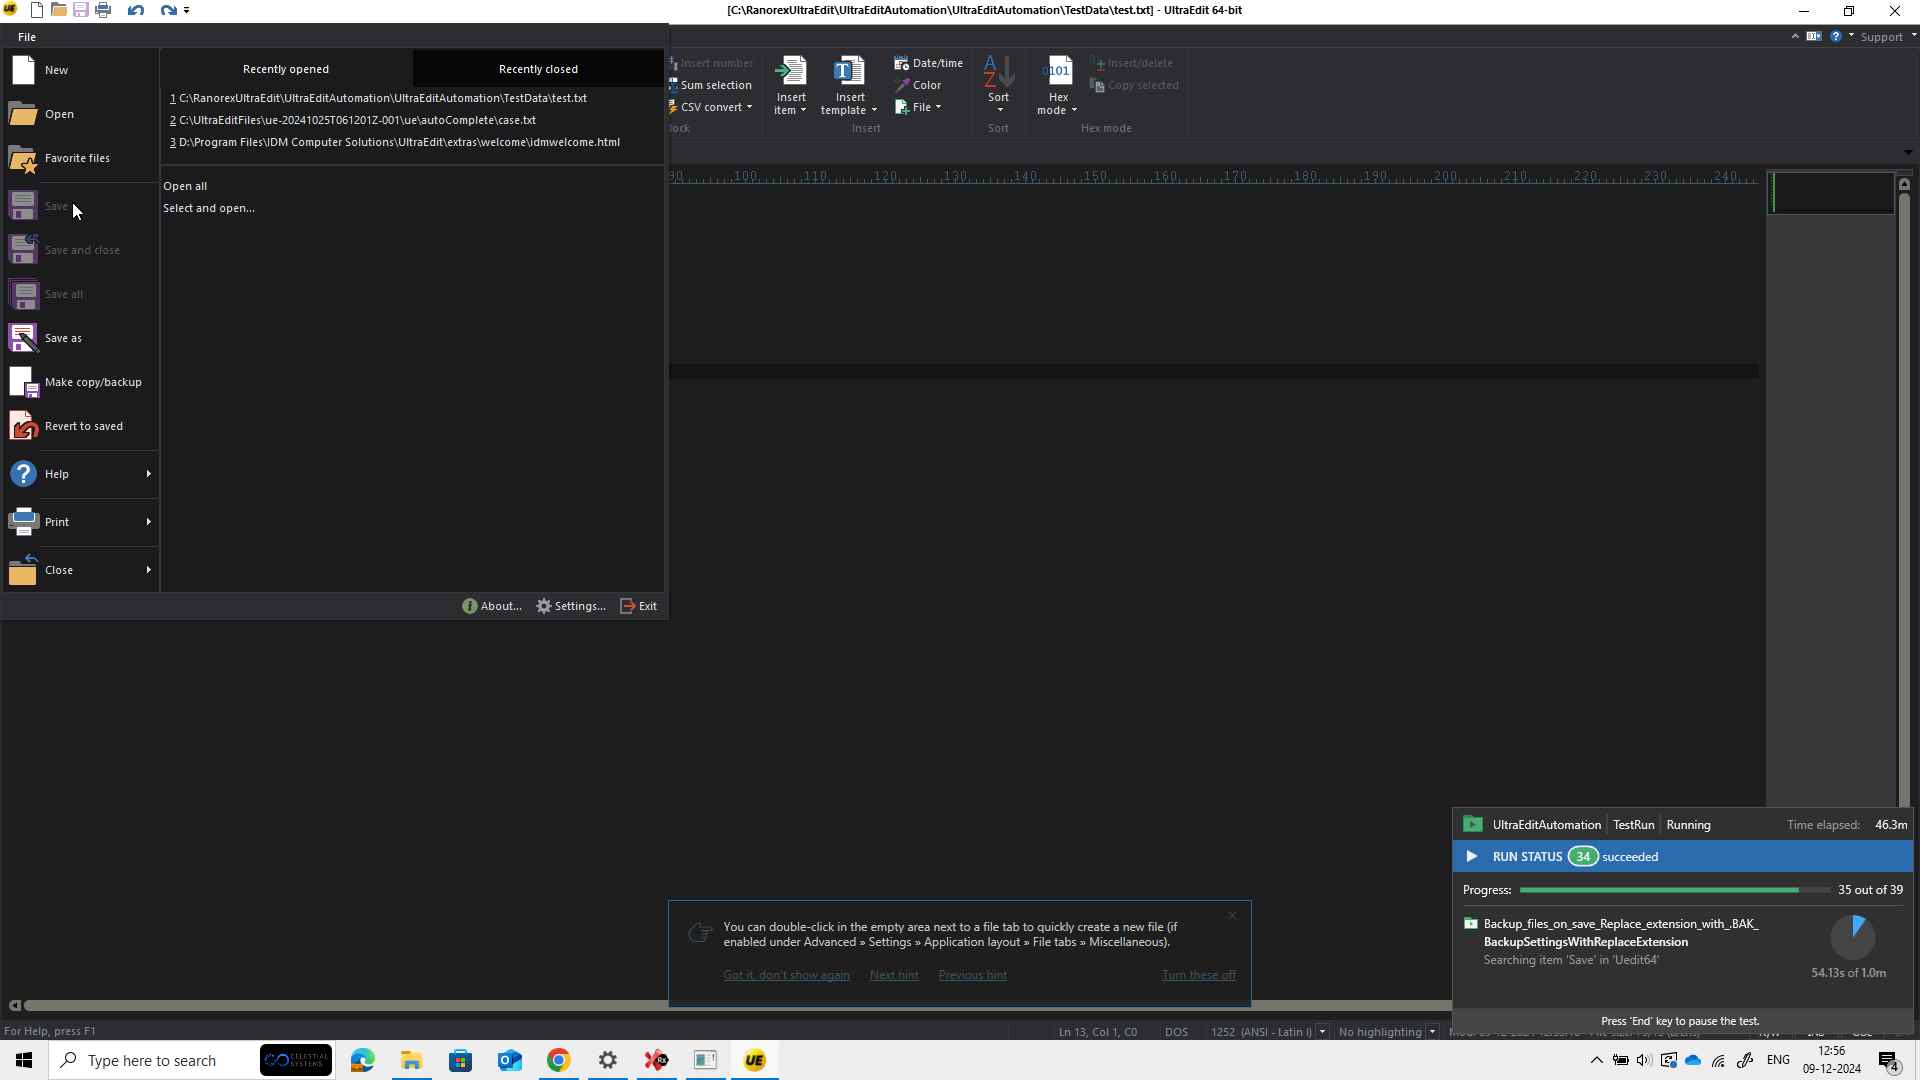 [C:\RanorexUltraEdit\UltraEditAutomation\UltraEditAutomation\TestData\test.txt] - UltraEdit 64-bit
File
Support
New
Open
Favorite files
Save
Save and close
Save all
Save as
Make copy/backup
Revert to saved
Help
Print
Close
Recently opened
Recently closed
1 C:\RanorexUltraEdit\UltraEditAutomation\UltraEditAutomation\TestData\test.txt
2 C:\UltraEditFiles\ue-20241025T061201Z-001\ue\autoComplete\case.txt
3 D:\Program Files\IDM Computer Solutions\UltraEdit\extras\welcome\idmwelcome.html
Open all
Select and open...
About...
Settings...
Exit
Insert number
Sum selection
CSV convert
Insert item
Insert template
Date/time
Color
File
Insert
Sort
Sort
Hex mode
Insert/delete
Copy selected
Hex mode
90 100 110 120 130 140 150 160 170 180 190 200 210 220 230 240
You can double-click in the empty area next to a file tab to quickly create a new file (if
enabled under Advanced » Settings » Application layout » File tabs » Miscellaneous).
Got it, don't show again
Next hint
Previous hint
Turn these off
UltraEditAutomation
TestRun
Running
Time elapsed: 46.3m
RUN STATUS 34 succeeded
Progress: 35 out of 39
Backup_files_on_save_Replace_extension_with_.BAK_
BackupSettingsWithReplaceExtension
Searching item 'Save' in 'Uedit64'
54.13s of 1.0m
Press 'End' key to pause the test.
For Help, press F1
Ln 13, Col 1, C0
DOS
1252 (ANSI - Latin I)
No highlighting
Type here to search
CELESTIAL
SYSTEMS
UE
ENG
12:56
09-12-2024
4